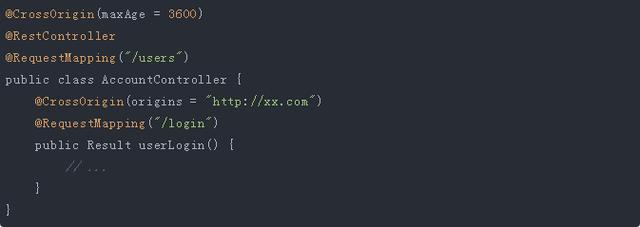 @CrossOrigin(maxAge = 3600)
@RestController
@RequestMapping("/users")
public class AccountController {
    @CrossOrigin(origins = "http://xx.com")
    @RequestMapping("/login")
    public Result userLogin() {
        // ...
    }
}